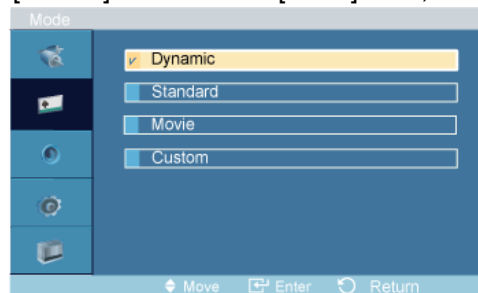 Mode
Dynamic
Standard
Movie
Custom
Move Enter Return